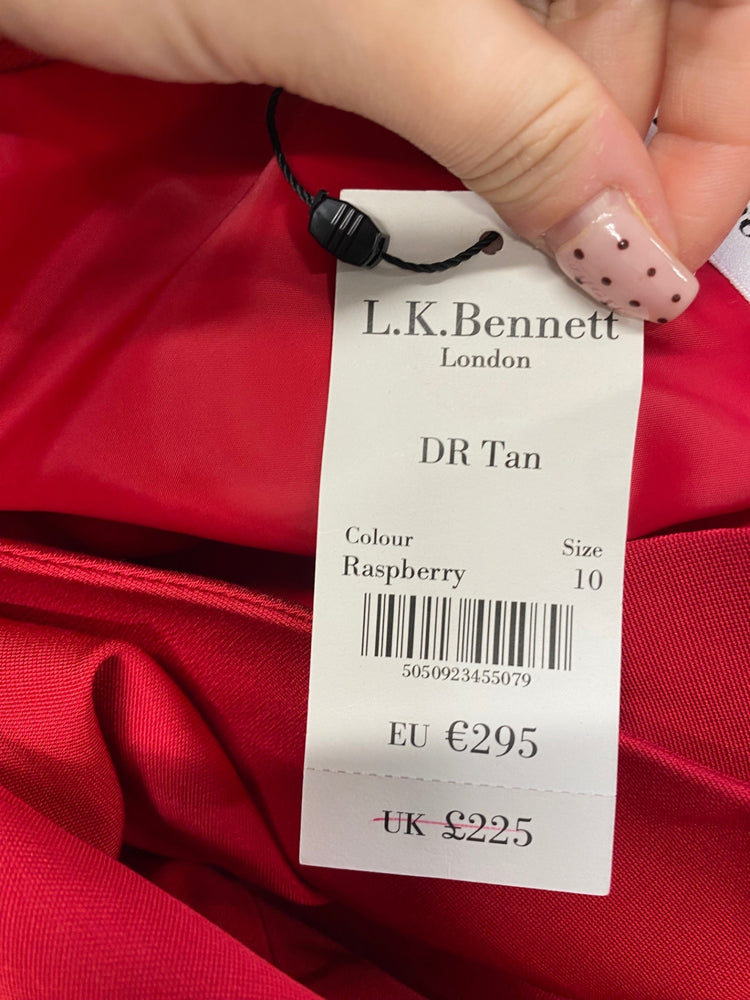 L.K.Bennett
London
DR Tan
Colour
Size
Raspberry
10
5050923455079
EU €295
UK £225